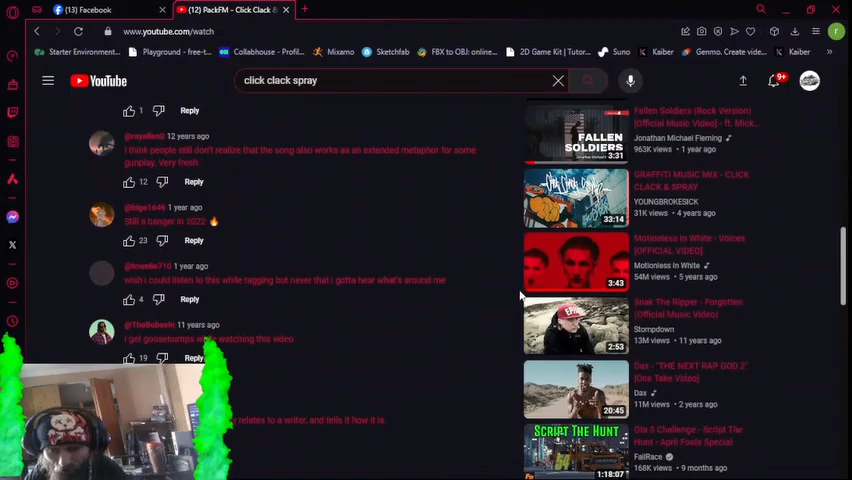 (13) Facebook
PackFM - Click Clack &
www.youtube.com/watch
Starter Environment...
Playground - freestyl...
Collabhouse - Profil...
Mixamo
Sketchfab
FBX to OBJ: online...
2D Game Kit | Tutor...
Suno
Kaiber
Genmo. Create vide...
Kaiber
YouTube
click clack spray
9+
1
Reply
@rayallen0 12 years ago
I think people still don't realize that the song also works as an extended metaphor for some
gunplay. Very fresh
12
Reply
1 year ago
Still a banger in 2022 🔥
23
Reply
@towelie710 1 year ago
wish i could listen to this while tagging but never that i gotta hear what's around me
4
Reply
11 years ago
I get goosebumps while watching this video
19
Reply
relates to a writer, and tells it how it is.
FALLEN
SOLDIERS
3:31
Fallen Soldiers (Rock Version)
[Official Music Video] - ft. Mick...
Jonathan Michael Fleming
963K views • 1 year ago
33:14
GRAFFITI MUSIC MIX - CLICK
CLACK & SPRAY
YOUNGBROKESICK
31K views • 4 years ago
3:43
Motionless In White - Voices
[OFFICIAL VIDEO]
Motionless In White
54M views • 5 years ago
2:53
Snak The Ripper - Forgotten
(Official Music Video)
Stompdown
13M views • 11 years ago
20:45
Dax - "THE NEXT RAP GOD 2"
[One Take Video]
Dax
11M views • 2 years ago
SCRIPT THE HUNT
1:18:07
Gta 5 Challenge - Script The
Hunt - April Fools Special
FailRace
168K views • 9 months ago